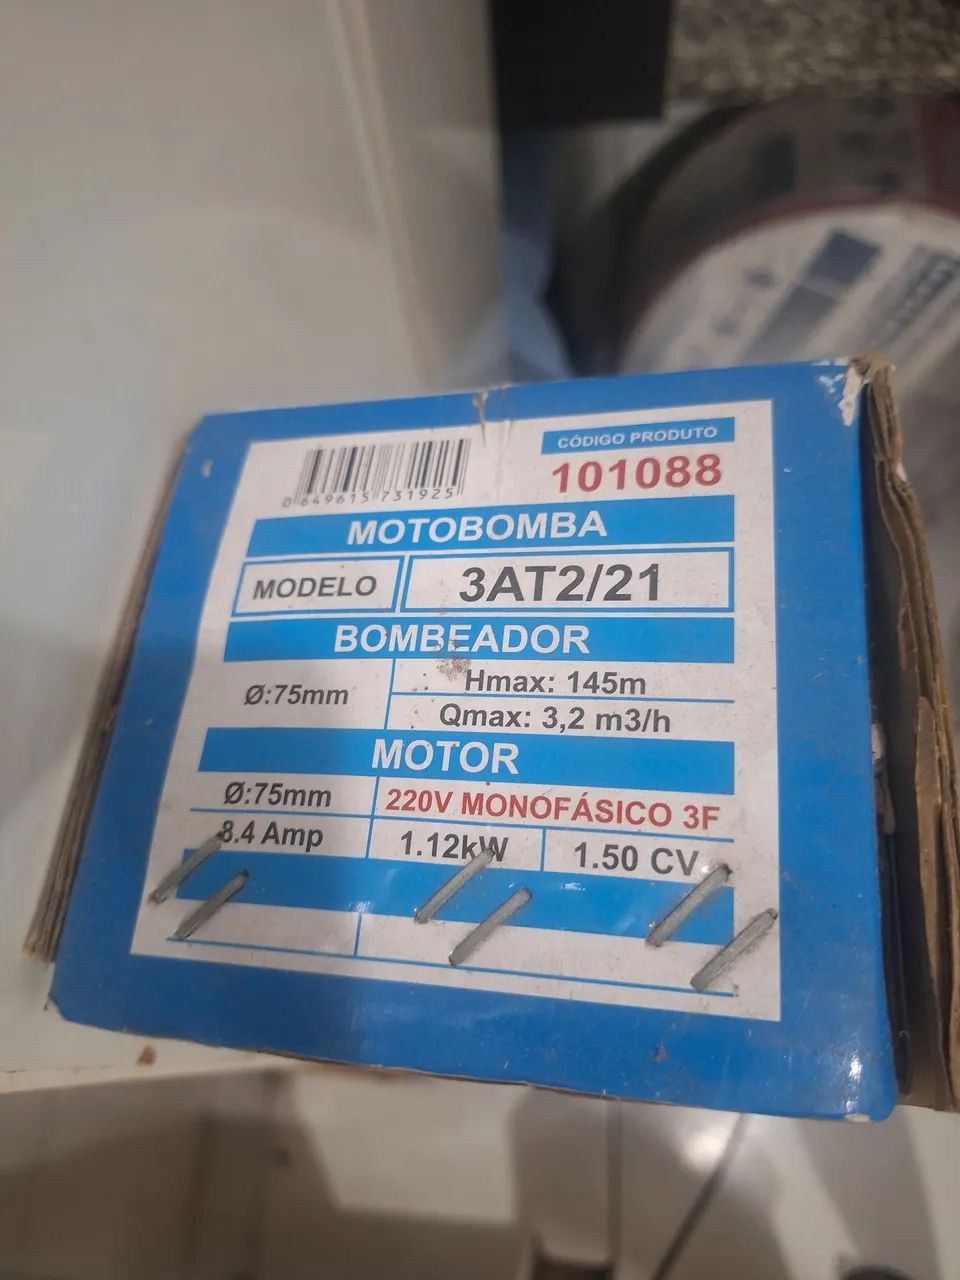 CÓDIGO PRODUTO
101088
0 649615 731925
MOTOBOMBA
MODELO
3AT2/21
BOMBEADOR
Ø:75mm
Hmax: 145m
Qmax: 3,2 m3/h
MOTOR
Ø:75mm
220V MONOFÁSICO 3F
8.4 Amp
1.12kW
1.50 CV